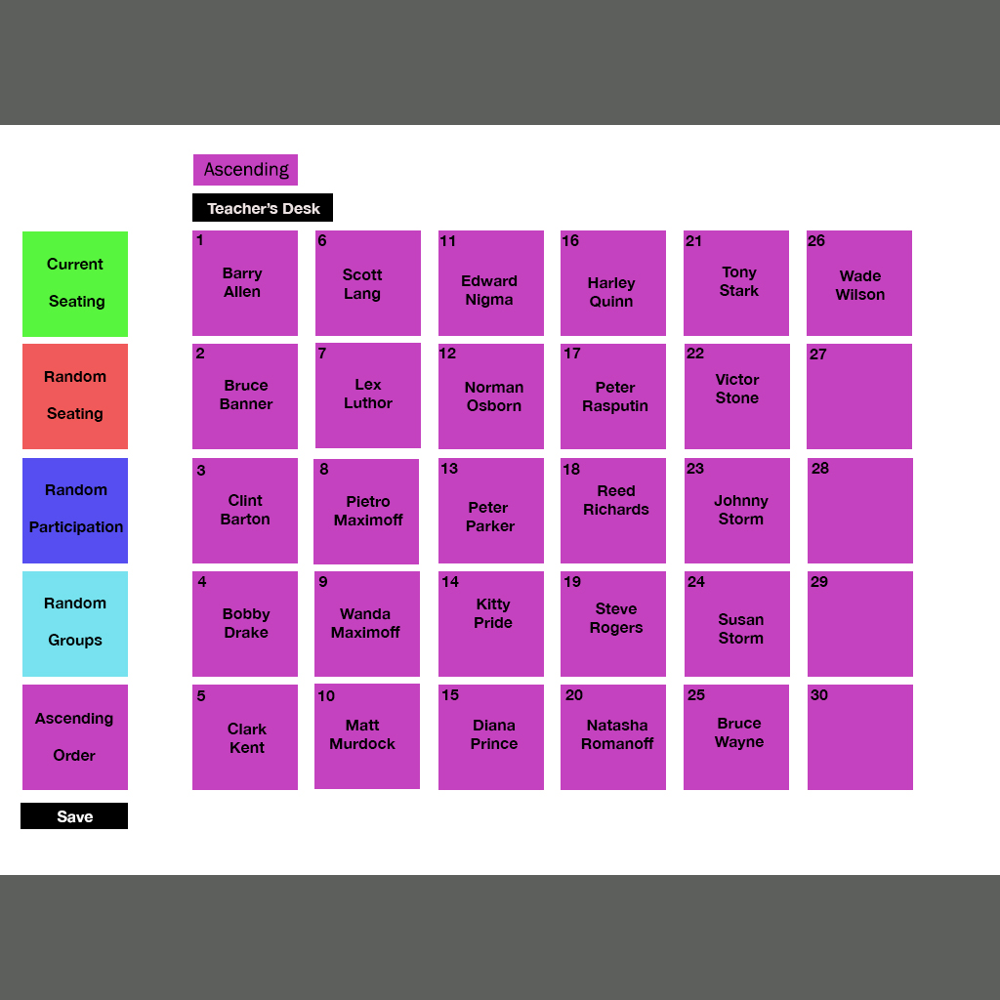 Ascending
Teacher's Desk
Current
Seating
Random
Seating
Random
Participation
Random
Groups
Ascending
Order
Save
1
Barry
Allen
6
Scott
Lang
11
Edward
Nigma
16
Harley
Quinn
21
Tony
Stark
26
Wade
Wilson
2
Bruce
Banner
7
Lex
Luthor
12
Norman
Osborn
17
Peter
Rasputin
22
Victor
Stone
27
3
Clint
Barton
8
Pietro
Maximoff
13
Peter
Parker
18
Reed
Richards
23
Johnny
Storm
28
4
Bobby
Drake
9
Wanda
Maximoff
14
Kitty
Pride
19
Steve
Rogers
24
Susan
Storm
29
5
Clark
Kent
10
Matt
Murdock
15
Diana
Prince
20
Natasha
Romanoff
25
Bruce
Wayne
30